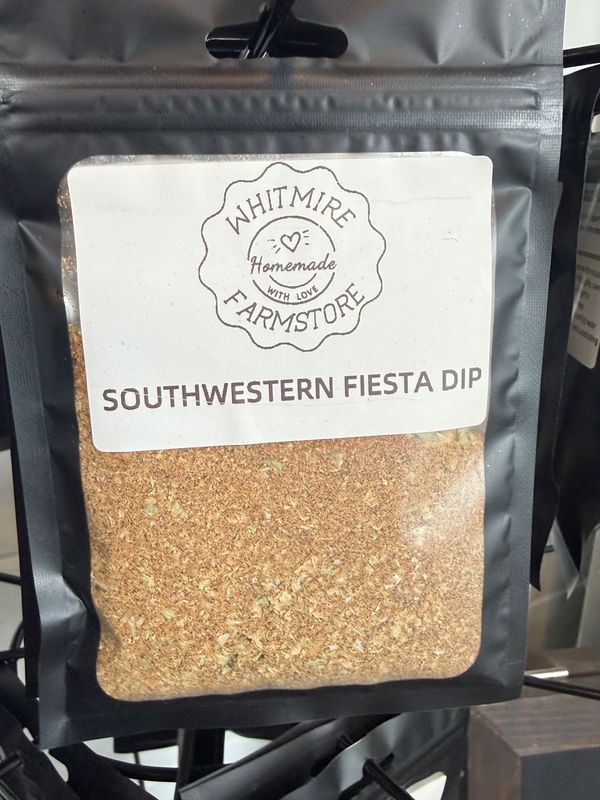 WHITMIRE
Homemade
WITH LOVE
FARMSTORE
SOUTHWESTERN FIESTA DIP